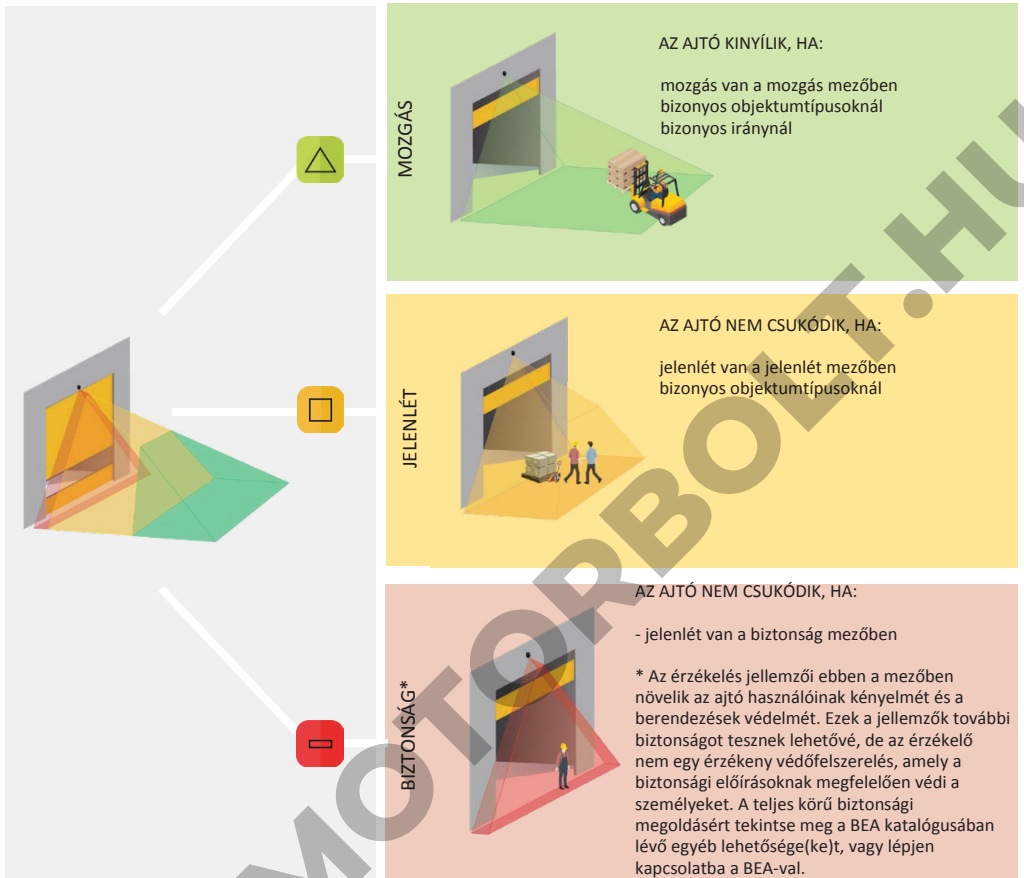 MOZGÁS
AZ AJTÓ KINYÍLIK, HA:
mozgás van a mozgás mezőben
bizonyos objektumtípusoknál
bizonyos iránynál
JELENLÉT
AZ AJTÓ NEM CSUKÓDIK, HA:
jelenlét van a jelenlét mezőben
bizonyos objektumtípusoknál
BIZTONSÁG*
AZ AJTÓ NEM CSUKÓDIK, HA:
- jelenlét van a biztonság mezőben
* Az érzékelés jellemzői ebben a mezőben
növelik az ajtó használóinak kényelmét és a
berendezések védelmét. Ezek a jellemzők további
biztonságot tesznek lehetővé, de az érzékelő
nem egy érzékeny védőfelszerelés, amely a
biztonsági előírásoknak megfelelően védi a
személyeket. A teljes körű biztonsági
megoldásért tekintse meg a BEA katalógusában
lévő egyéb lehetősége(ke)t, vagy lépjen
kapcsolatba a BEA-val.
MOTORBOLT.HU